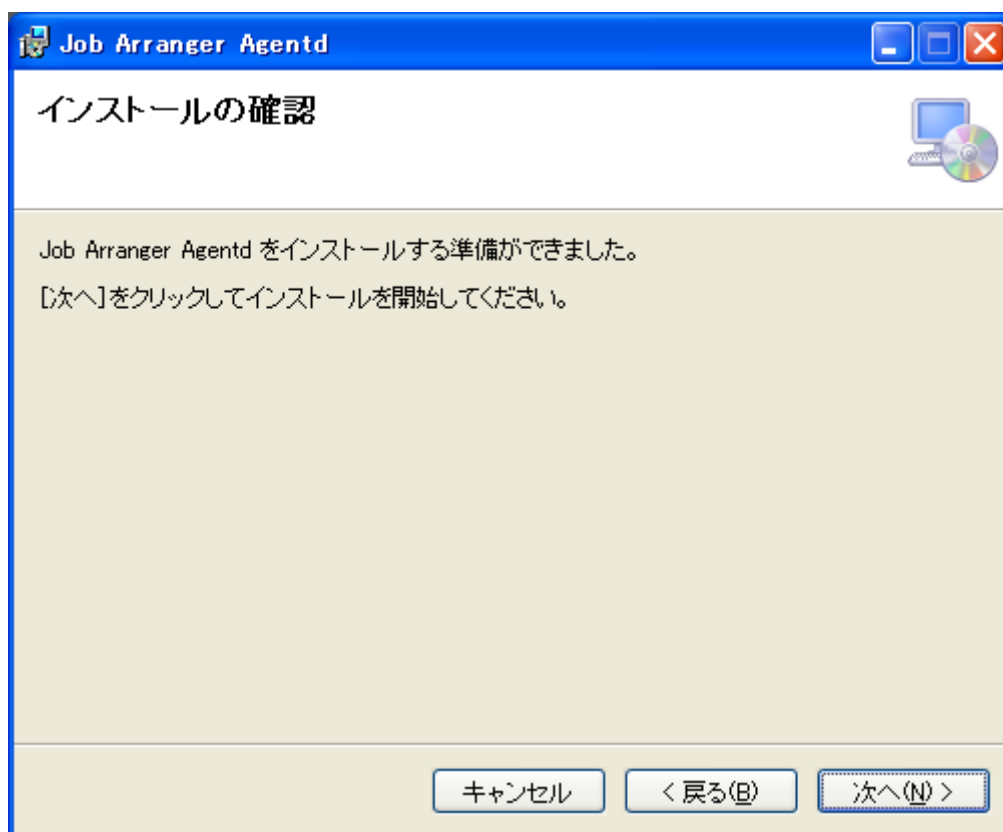 Job Arranger Agentd
インストールの確認
Job Arranger Agentd をインストールする準備ができました。
[次へ]をクリックしてインストールを開始してください。
キャンセル
< 戻る(B)
次へ(N) >